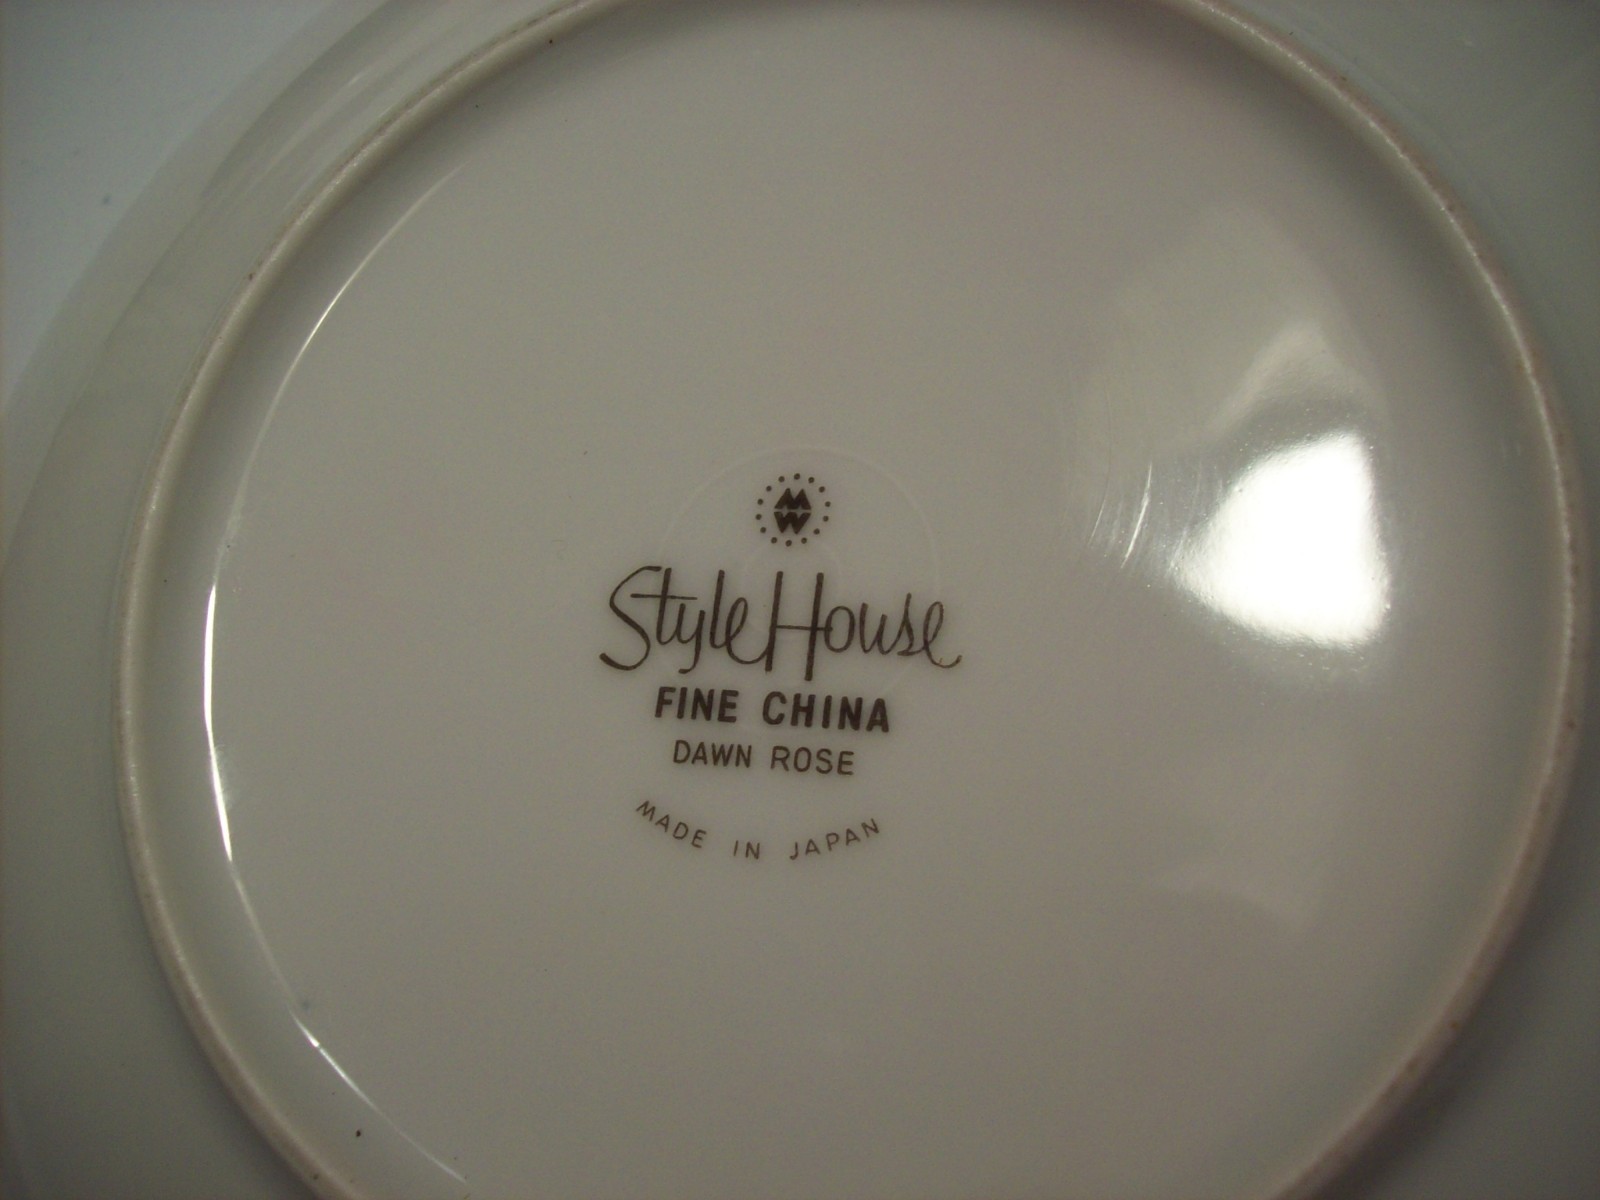 MW
Style House
FINE CHINA
DAWN ROSE
MADE IN JAPAN